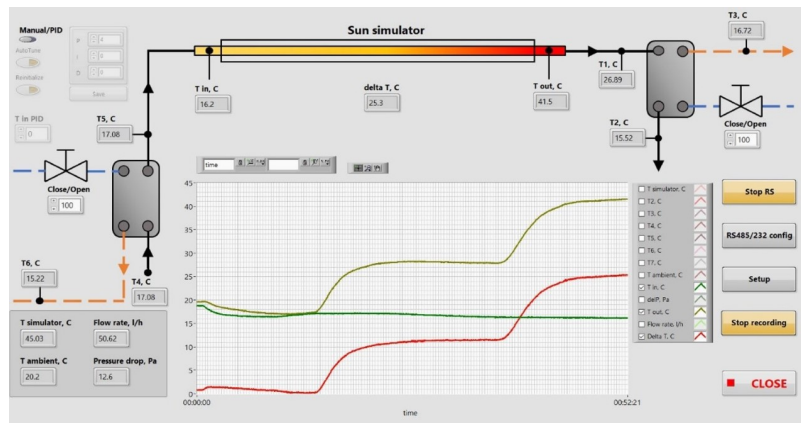 Manual/PID
AutoTune
Reinitialize
P 0
I 0
D 0
Save
T in PID
0
Sun simulator
T in, C
16.2
delta T, C
25.3
T out, C
41.5
T1, C
26.89
T2, C
15.52
T3, C
16.72
Close/Open
100
T5, C
17.08
Close/Open
100
T6, C
15.22
T4, C
17.08
T simulator, C
45.03
Flow rate, l/h
50.62
T ambient, C
20.2
Pressure drop, Pa
12.6
time
45
40
35
30
25
20
15
10
5
0
00:00:00
00:52:21
time
T simulator, C
T2, C
T3, C
T4, C
T5, C
T6, C
T7, C
T ambient, C
T in, C
delP, Pa
T out, C
Flow rate, l/h
Delta T, C
Stop RS
RS485/232 config
Setup
Stop recording
CLOSE